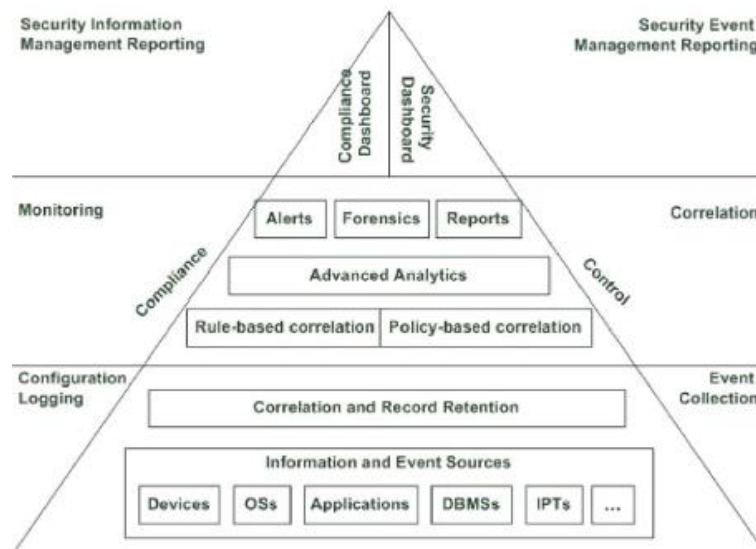 Security Information
Management Reporting
Security Event
Management Reporting
Compliance
Dashboard
Security
Dashboard
Monitoring
Correlation
Alerts
Forensics
Reports
Compliance
Control
Advanced Analytics
Rule-based correlation
Policy-based correlation
Configuration
Logging
Event
Collection
Correlation and Record Retention
Information and Event Sources
Devices
OSs
Applications
DBMSs
IPTs
...